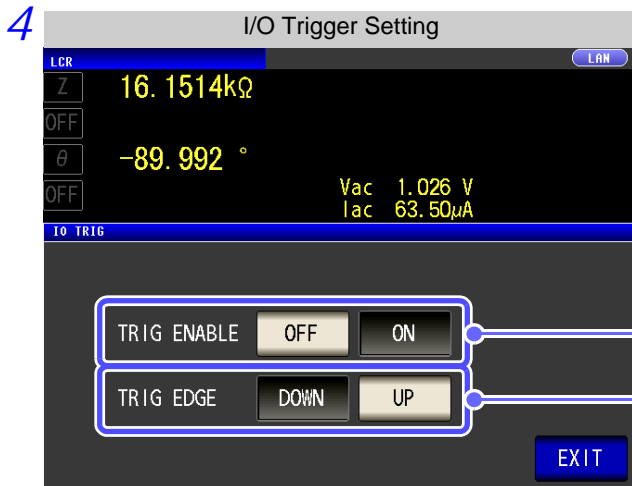 4
I/O Trigger Setting
LCR
LAN
Z 16.1514kΩ
OFF
θ -89.992 °
OFF
Vac 1.026 V
Iac 63.50μA
IO TRIG
TRIG ENABLE OFF ON
TRIG EDGE DOWN UP
EXIT